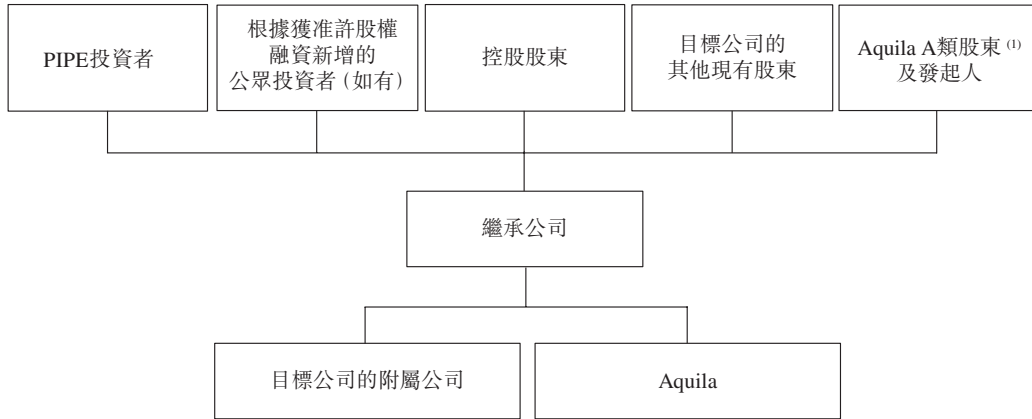 PIPE投資者
根據獲准許股權
融資新增的
公眾投資者（如有）
控股股東
目標公司的
其他現有股東
Aquila A類股東 (1)
及發起人
繼承公司
目標公司的附屬公司
Aquila